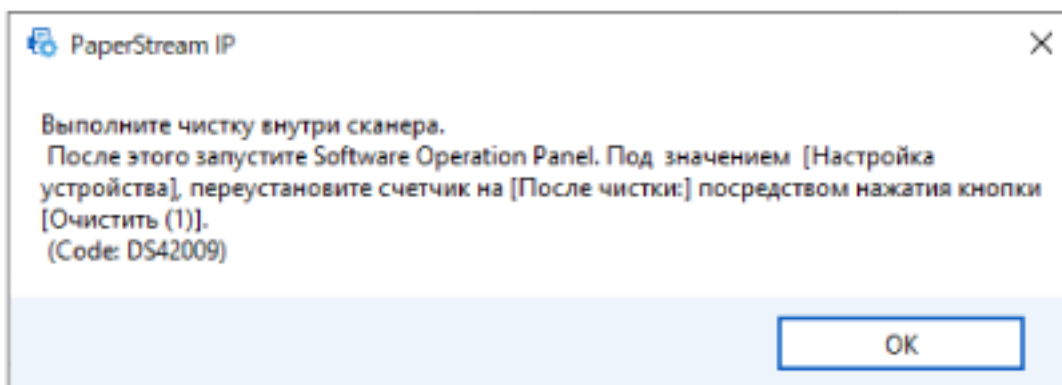 PaperStream IP
Выполните чистку внутри сканера.
После этого запустите Software Operation Panel. Под значением [Настройка
устройства], переустановите счетчик на [После чистки:] посредством нажатия кнопки
[Очистить (1)].
(Code: DS42009)
OK